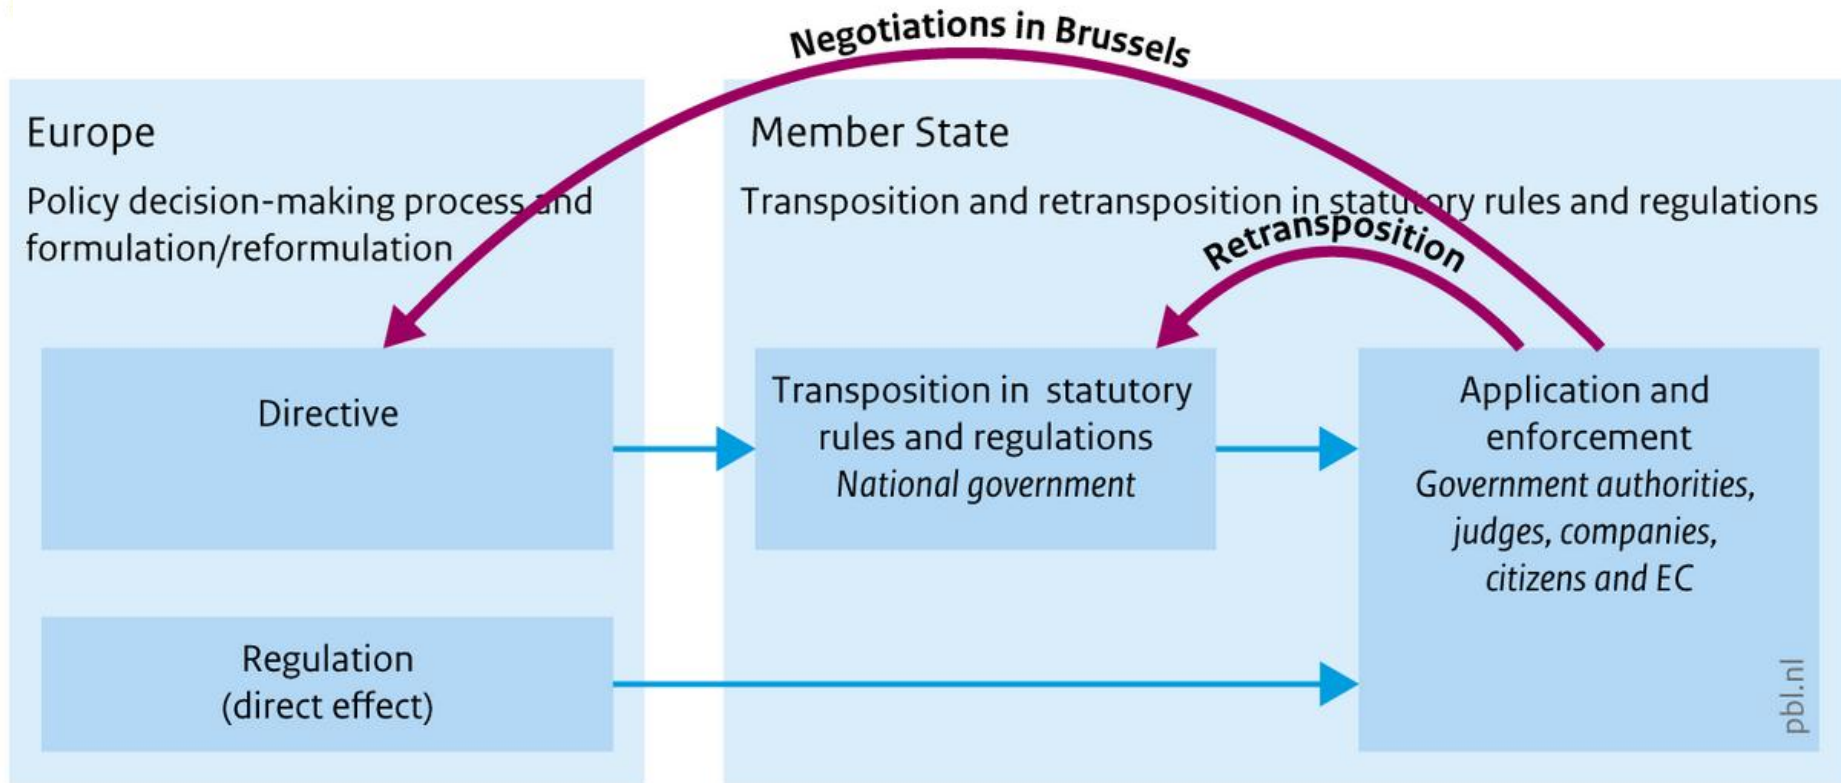 Negotiations in Brussels
Europe
Policy decision-making process and
formulation/reformulation
Member State
Transposition and retransposition in statutory rules and regulations
Retransposition
Directive
Transposition in statutory
rules and regulations
National government
Application and
enforcement
Government authorities,
judges, companies,
citizens and EC
Regulation
(direct effect)
pbl.nl